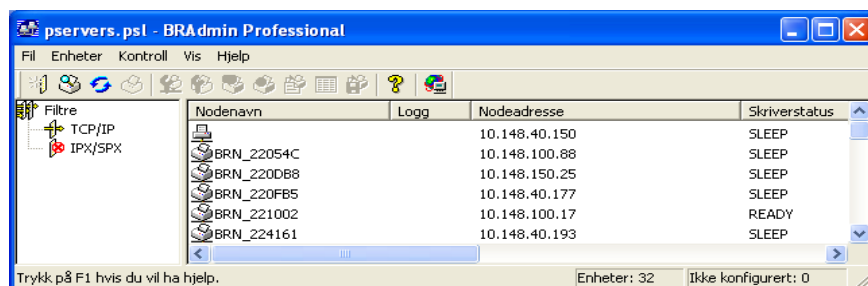 pservers.psl - BRAdmin Professional
Fil Enheter Kontroll Vis Hjelp
Filtre
TCP/IP
IPX/SPX
Nodenavn Logg Nodeadresse Skriverstatus
10.148.40.150 SLEEP
BRN_22054C 10.148.100.88 SLEEP
BRN_220DB8 10.148.150.25 SLEEP
BRN_220FB5 10.148.40.177 SLEEP
BRN_221002 10.148.100.17 READY
BRN_224161 10.148.40.193 SLEEP
Trykk på F1 hvis du vil ha hjelp. Enheter: 32 Ikke konfigurert: 0